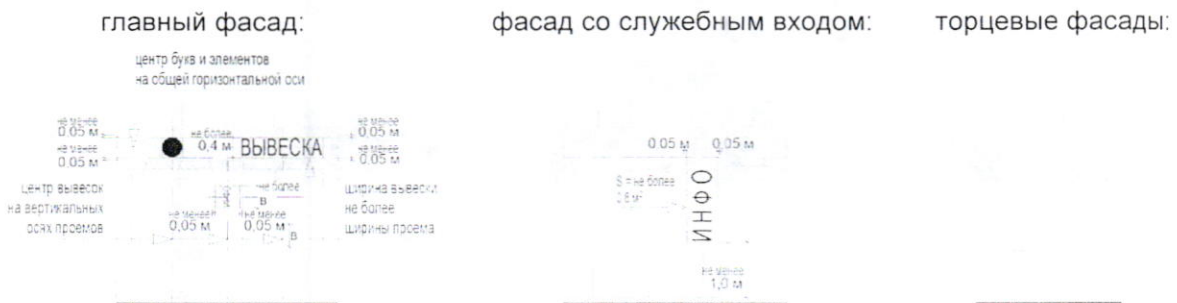 главный фасад:
фасад со служебным входом:
торцевые фасады:
центр букв и элементов
на общей горизонтальной оси
не менее
0,05 м
не менее
0,05 м
не более
0,4 м
ВЫВЕСКА
не менее
0,05 м
не менее
0,05 м
центр вывесок
на вертикальных
осях проемов
не более
в
не менее
0,05 м
не менее
0,05 м
в
ширина вывески
не более
ширины проема
0,05 м
0,05 м
S = не более
ИНФО
не менее
1,0 м